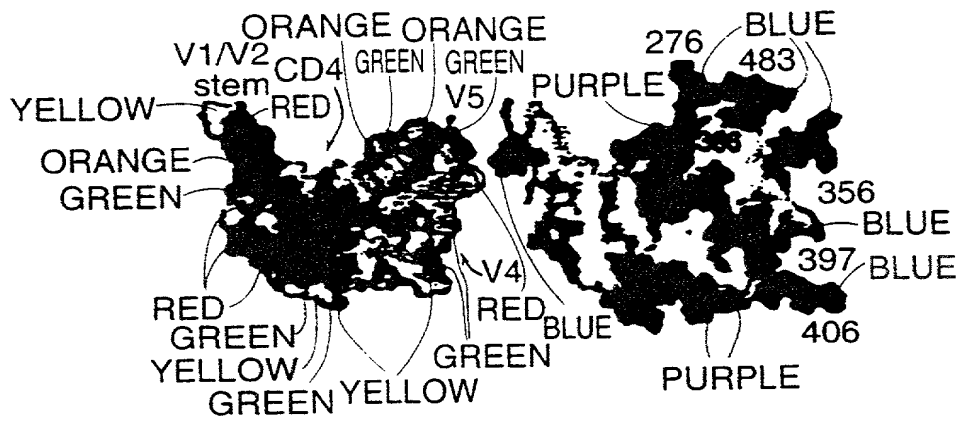 ORANGE ORANGE
V1/V2 stem
CD4
GREEN
GREEN
V5
YELLOW
RED
ORANGE
GREEN
RED
GREEN
YELLOW
GREEN
YELLOW
V4
GREEN
RED
BLUE
276
BLUE
483
PURPLE
356
BLUE
397
BLUE
406
PURPLE